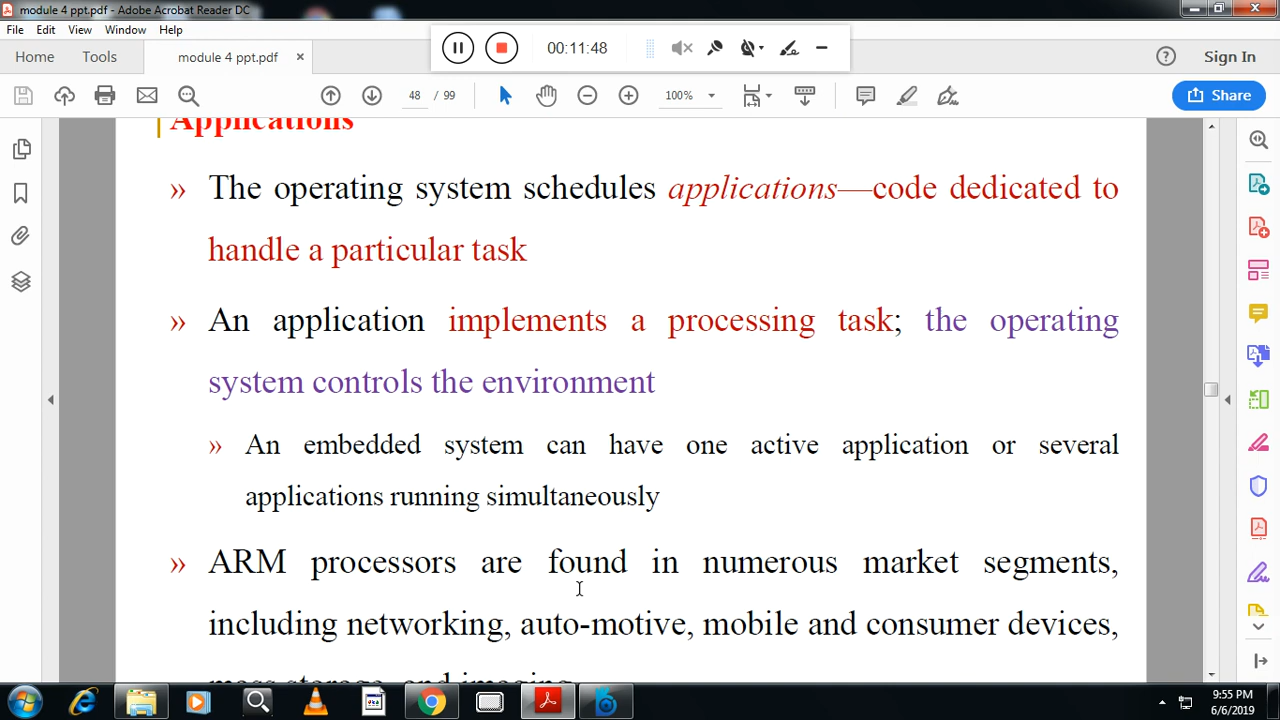 module 4 ppt.pdf - Adobe Acrobat Reader DC
File Edit View Window Help
Home Tools module 4 ppt.pdf × 00:11:48 Sign In
48 / 99 100% Share
Applications
» The operating system schedules applications—code dedicated to
handle a particular task
» An application implements a processing task; the operating
system controls the environment
» An embedded system can have one active application or several
applications running simultaneously
» ARM processors are found in numerous market segments,
including networking, auto-motive, mobile and consumer devices,
mass storage, and imaging
9:55 PM
6/6/2019